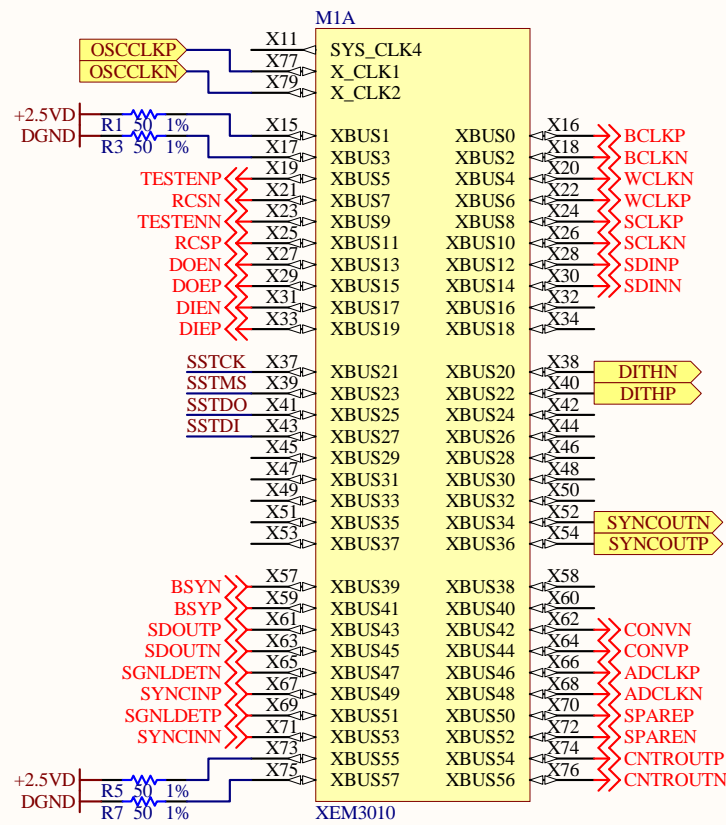 M1A
OSCCLKP X11 SYS_CLK4
OSCCLKN X77 X_CLK1
X79 X_CLK2
+2.5VD R1 50 1% X15 XBUS1 XBUS0 X16 BCLKP
DGND R3 50 1% X17 XBUS3 XBUS2 X18 BCLKN
TESTENP X19 XBUS5 XBUS4 X20 WCLKN
RCSN X21 XBUS7 XBUS6 X22 WCLKP
TESTENN X23 XBUS9 XBUS8 X24 SCLKP
RCSP X25 XBUS11 XBUS10 X26 SCLKN
DOEN X27 XBUS13 XBUS12 X28 SDINP
DOEP X29 XBUS15 XBUS14 X30 SDINN
DIEN X31 XBUS17 XBUS16 X32
DIEP X33 XBUS19 XBUS18 X34
SSTCK X37 XBUS21 XBUS20 X38 DITHN
SSTMS X39 XBUS23 XBUS22 X40 DITHP
SSTDO X41 XBUS25 XBUS24 X42
SSTDI X43 XBUS27 XBUS26 X44
X45 XBUS29 XBUS28 X46
X47 XBUS31 XBUS30 X48
X49 XBUS33 XBUS32 X50
X51 XBUS35 XBUS34 X52 SYNCOUTN
X53 XBUS37 XBUS36 X54 SYNCOUTP
BSYN X57 XBUS39 XBUS38 X58
BSYP X59 XBUS41 XBUS40 X60
SDOUTP X61 XBUS43 XBUS42 X62 CONVN
SDOUTN X63 XBUS45 XBUS44 X64 CONVP
SGNLDETN X65 XBUS47 XBUS46 X66 ADCLKP
SYNCINP X67 XBUS49 XBUS48 X68 ADCLKN
SGNLDETP X69 XBUS51 XBUS50 X70 SPAREP
SYNCINN X71 XBUS53 XBUS52 X72 SPAREN
+2.5VD R5 50 1% X73 XBUS55 XBUS54 X74 CNTROUTP
DGND R7 50 1% X75 XBUS57 XBUS56 X76 CNTROUTN
XEM3010